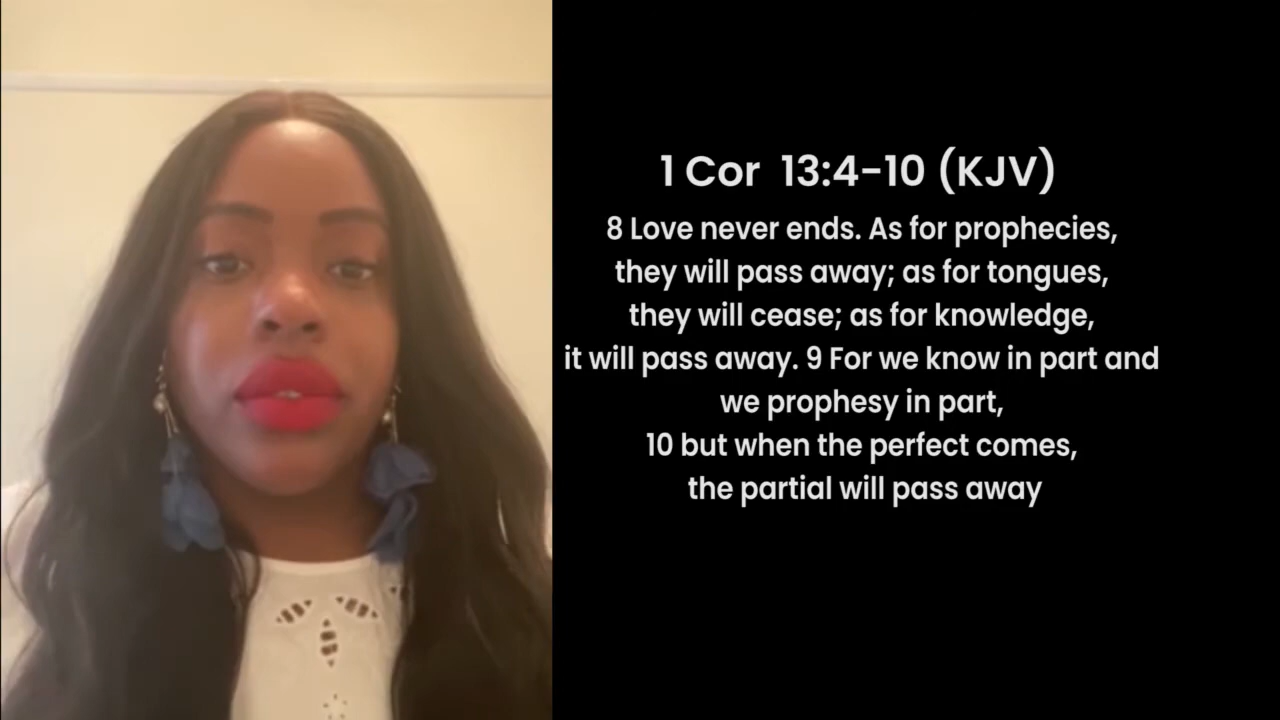 1 Cor 13:4-10 (KJV)
8 Love never ends. As for prophecies,
they will pass away; as for tongues,
they will cease; as for knowledge,
it will pass away. 9 For we know in part and
we prophesy in part,
10 but when the perfect comes,
the partial will pass away